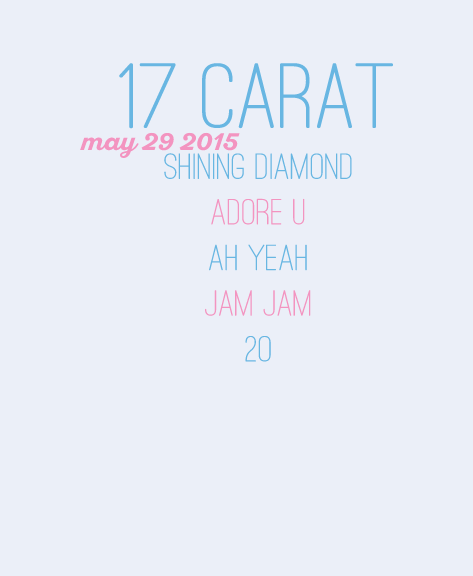 17 CARAT
may 29 2015
SHINING DIAMOND
ADORE U
AH YEAH
JAM JAM
20